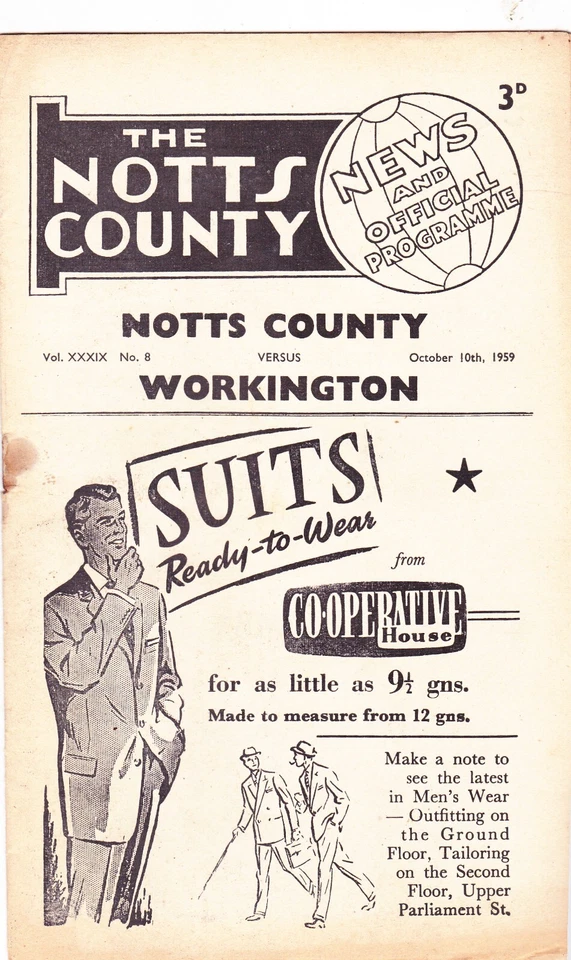 3D
THE
NOTTS
COUNTY
NEWS
AND
OFFICIAL
PROGRAMME
NOTTS COUNTY
Vol. XXXIX No. 8 VERSUS October 10th, 1959
WORKINGTON
SUITS
Ready-to-Wear
from
CO-OPERATIVE
House
for as little as 9½ gns.
Made to measure from 12 gns.
Make a note to
see the latest
in Men's Wear
— Outfitting on
the Ground
Floor, Tailoring
on the Second
Floor, Upper
Parliament St.